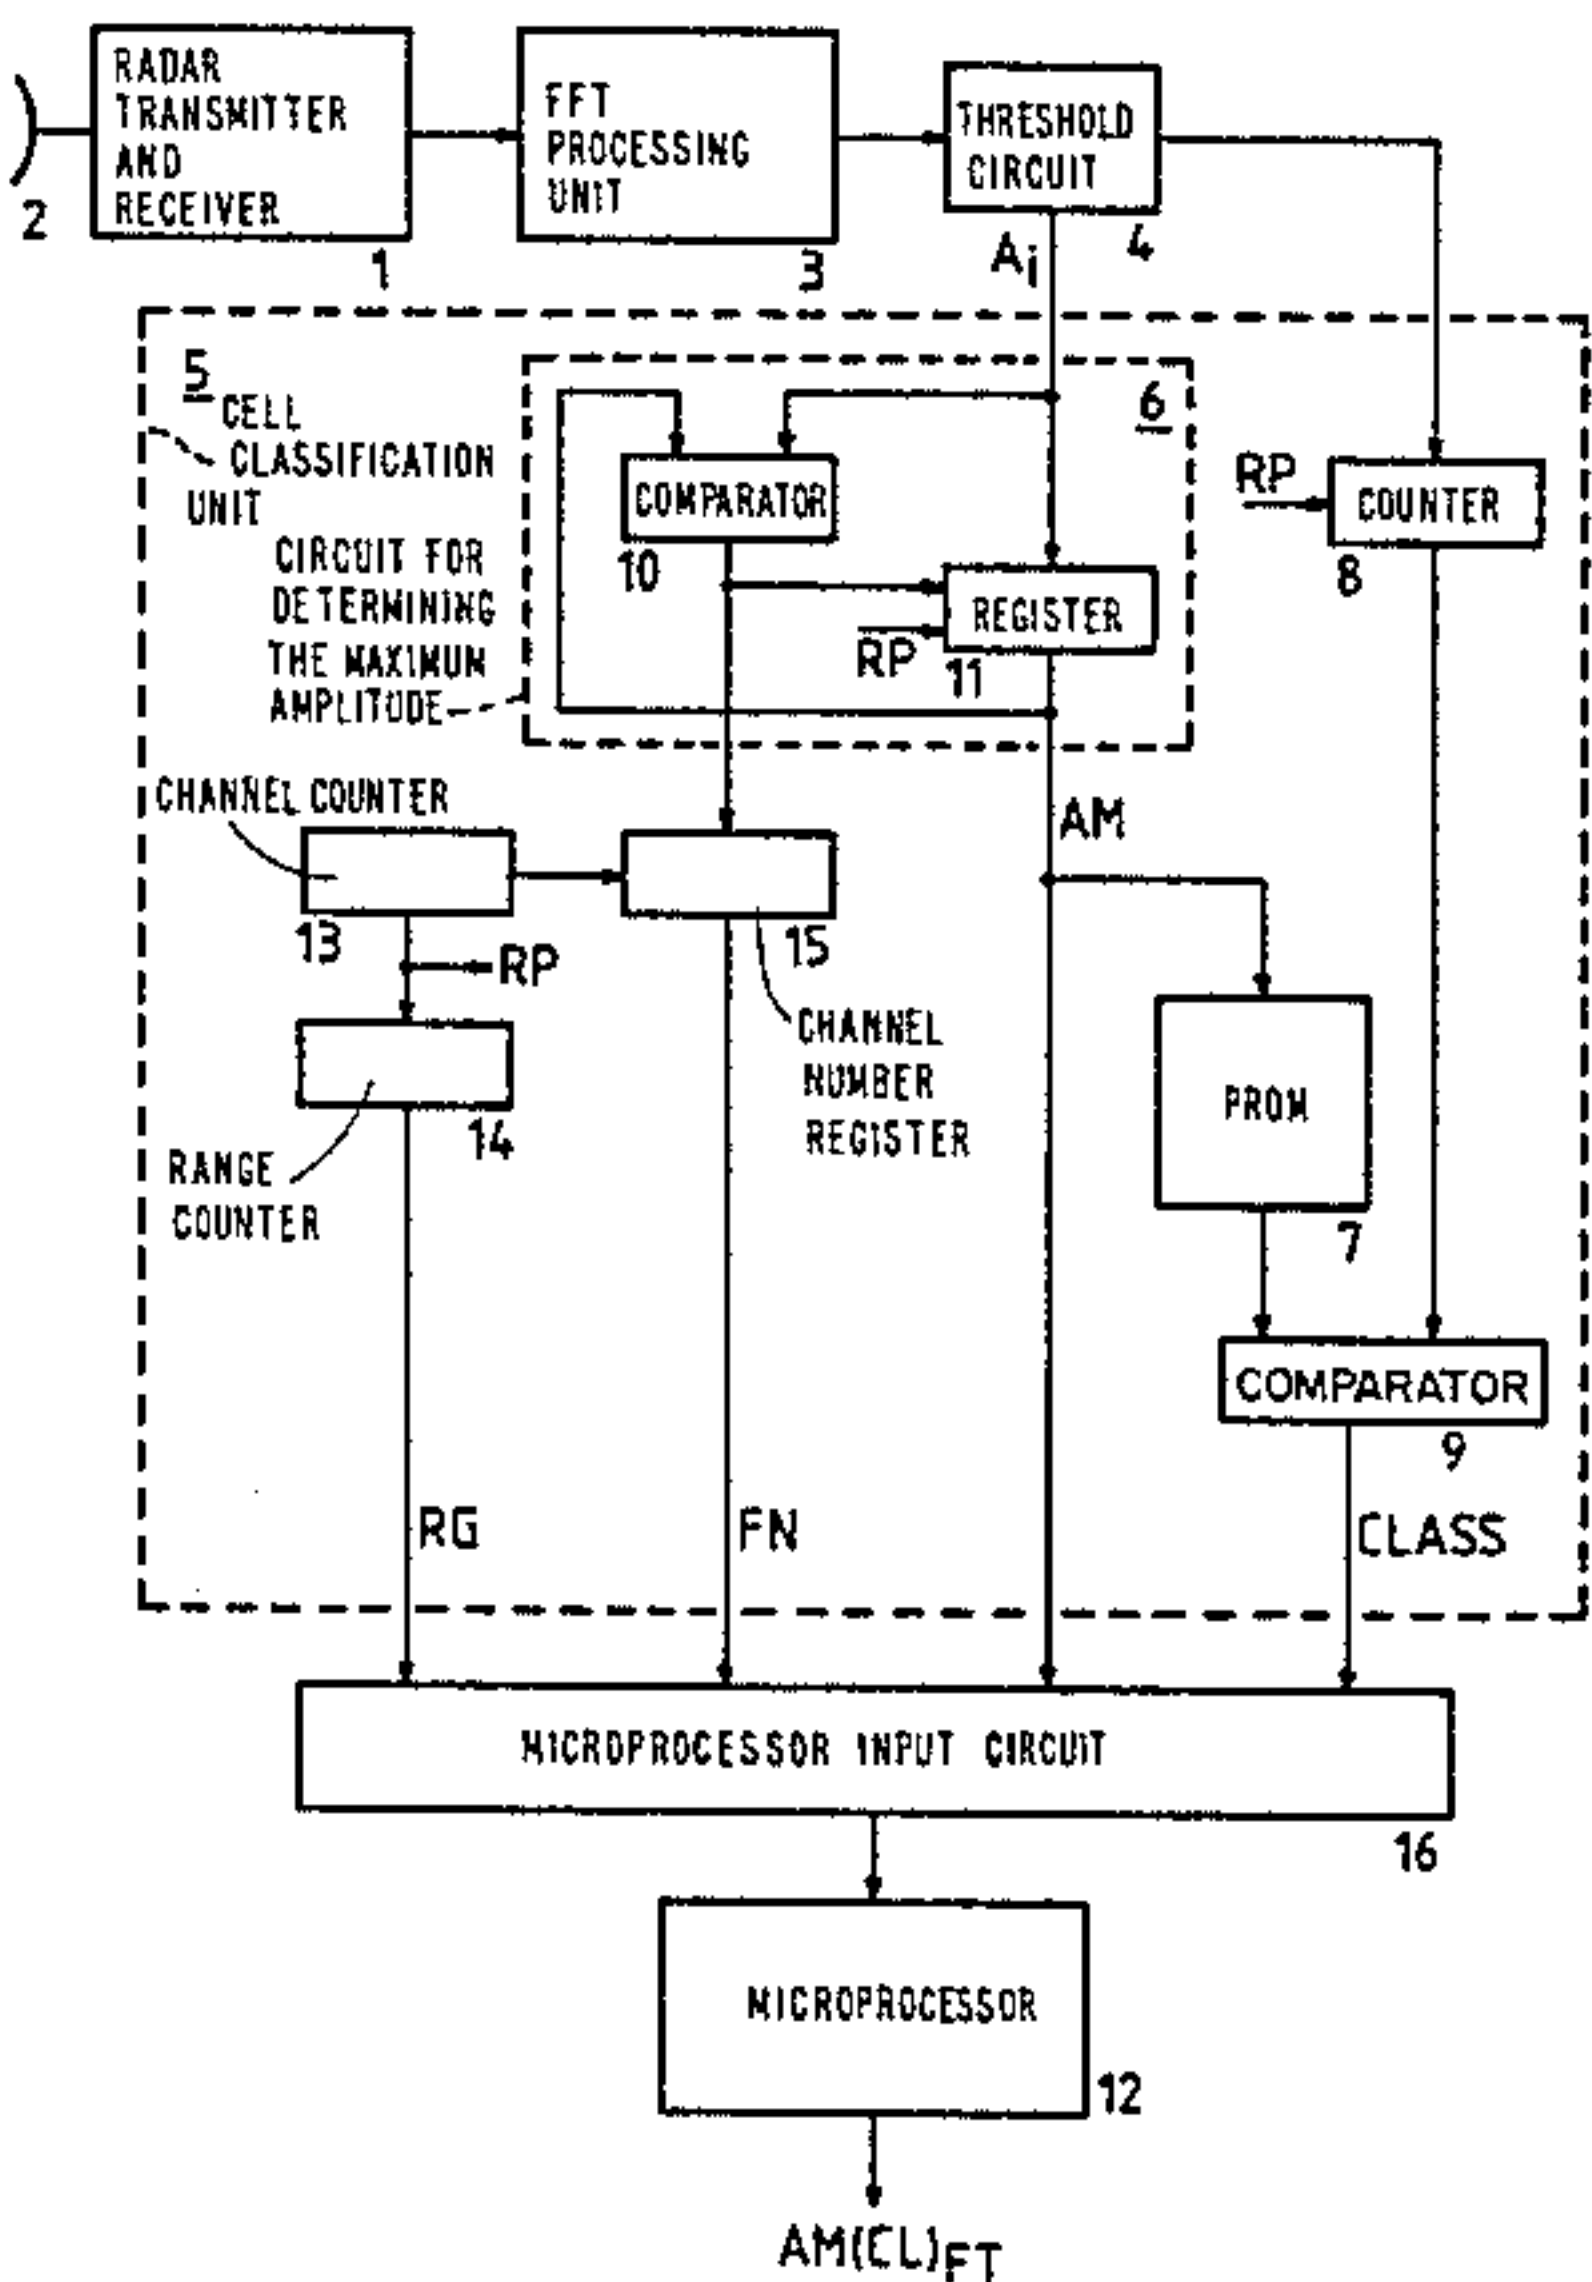 RADAR
TRANSMITTER
AND
RECEIVER
1
2
FFT
PROCESSING
UNIT
3
THRESHOLD
CIRCUIT
4
Ai
5
CELL
CLASSIFICATION
UNIT
6
COMPARATOR
10
RP
COUNTER
8
CIRCUIT FOR
DETERMINING
THE MAXIMUM
AMPLITUDE
REGISTER
RP
11
CHANNEL COUNTER
13
RP
15
AM
CHANNEL
NUMBER
REGISTER
14
RANGE
COUNTER
PROM
7
COMPARATOR
9
RG
FN
CLASS
MICROPROCESSOR INPUT CIRCUIT
16
MICROPROCESSOR
12
AM(CL)FT